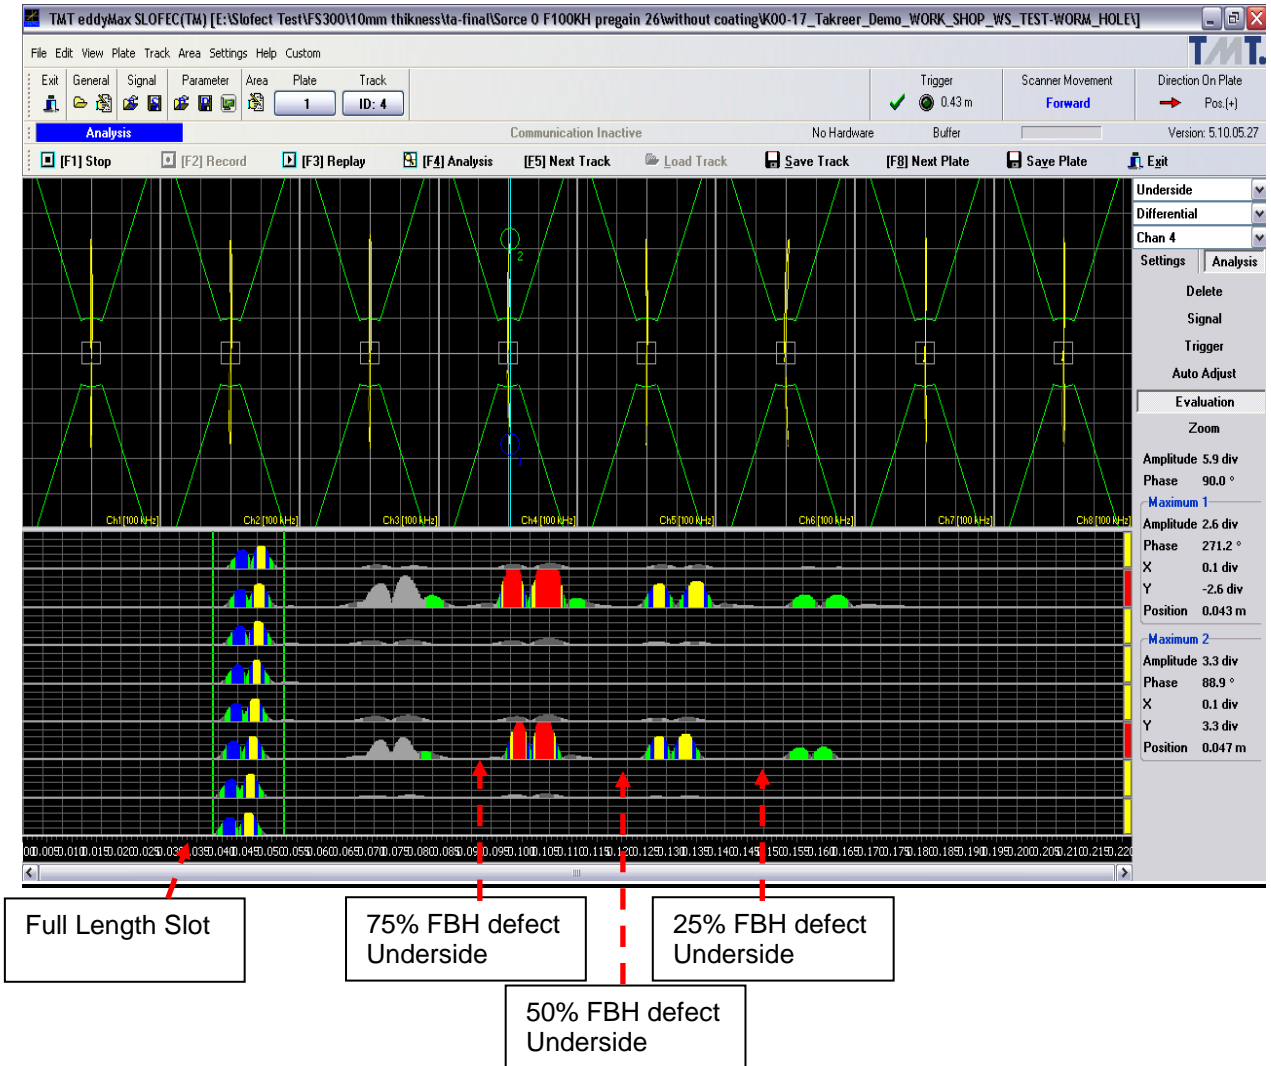 TMT eddyMax SLOFEC(TM) [E:\Slofect Test\FS300\10mm thikness\ta-final\Sorce 0 F100KH pregain 26\without coating\K00-17_Takreer_Demo_WORK_SHOP_WS_TEST-WORM_HOLE\]
File Edit View Plate Track Area Settings Help Custom
TMT.
Exit General Signal Parameter Area Plate Track Trigger Scanner Movement Direction On Plate
1 ID: 4 0.43 m Forward Pos.(+)
Analysis Communication Inactive No Hardware Buffer Version: 5.10.05.27
[F1] Stop [F2] Record [F3] Replay [F4] Analysis [F5] Next Track Load Track Save Track [F8] Next Plate Save Plate Exit
Underside
Differential
Chan 4
Settings Analysis
Delete
Signal
Trigger
Auto Adjust
Evaluation
Zoom
Amplitude 5.9 div
Phase 90.0 °
Maximum 1
Amplitude 2.6 div
Phase 271.2 °
X 0.1 div
Y -2.6 div
Position 0.043 m
Maximum 2
Amplitude 3.3 div
Phase 88.9 °
X 0.1 div
Y 3.3 div
Position 0.047 m
2
1
Ch1[100 kHz] Ch2[100 kHz] Ch3[100 kHz] Ch4[100 kHz] Ch5[100 kHz] Ch6[100 kHz] Ch7[100 kHz] Ch8[100 kHz]
Full Length Slot
75% FBH defect
Underside
25% FBH defect
Underside
50% FBH defect
Underside